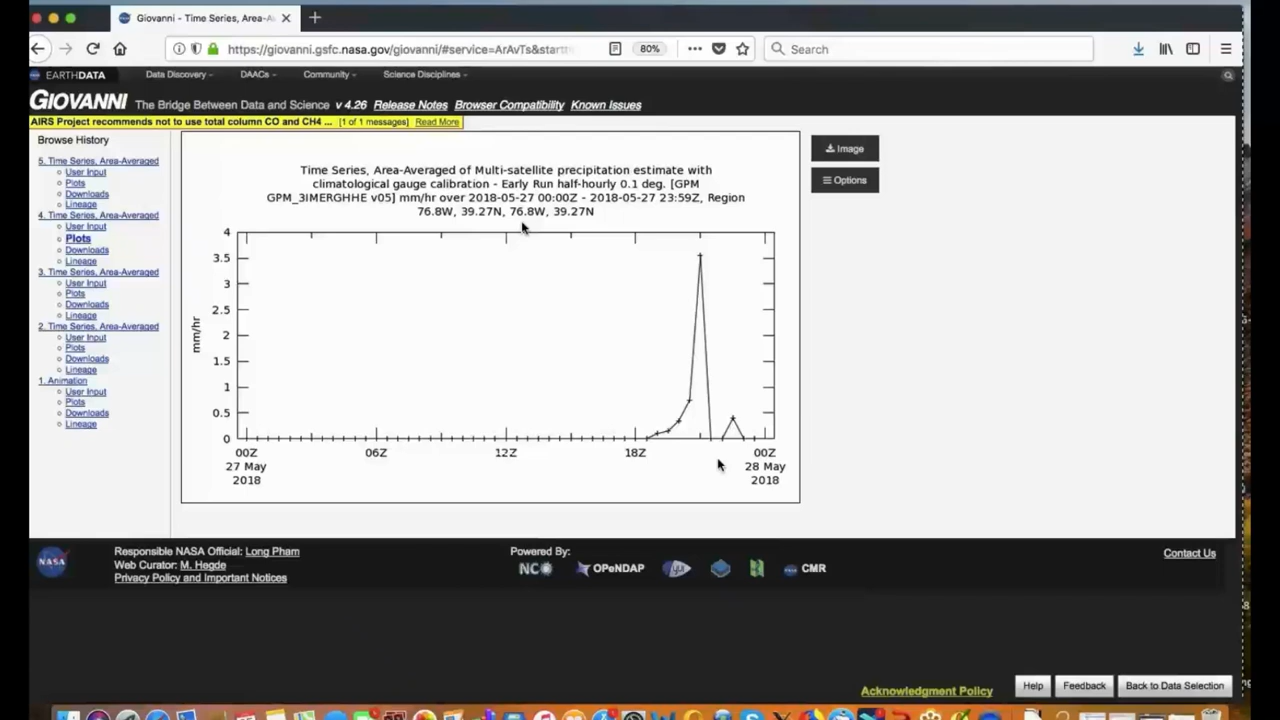 Giovanni - Time Series, Area-A
https://giovanni.gsfc.nasa.gov/giovanni/#service=ArAvTs&start
80%
Search
EARTHDATA
Data Discovery
DAACs
Community
Science Disciplines
GIOVANNI The Bridge Between Data and Science v 4.26 Release Notes Browser Compatibility Known Issues
AIRS Project recommends not to use total column CO and CH4 ... [1 of 1 messages] Read More
Browse History
5. Time Series, Area-Averaged
User Input
Plots
Downloads
Lineage
4. Time Series, Area-Averaged
User Input
Plots
Downloads
Lineage
3. Time Series, Area-Averaged
User Input
Plots
Downloads
Lineage
2. Time Series, Area-Averaged
User Input
Plots
Downloads
Lineage
1. Animation
User Input
Plots
Downloads
Lineage
Time Series, Area-Averaged of Multi-satellite precipitation estimate with
climatological gauge calibration - Early Run half-hourly 0.1 deg. [GPM
GPM_3IMERGHHE v05] mm/hr over 2018-05-27 00:00Z - 2018-05-27 23:59Z, Region
76.8W, 39.27N, 76.8W, 39.27N
4
3.5
3
2.5
2
1.5
1
0.5
0
mm/hr
00Z 06Z 12Z 18Z 00Z
27 May 28 May
2018 2018
Image
Options
Responsible NASA Official: Long Pham
Web Curator: M. Hegde
Privacy Policy and Important Notices
NASA
Powered By:
NCO OPeNDAP yui CMR
Contact Us
Acknowledgment Policy
Help
Feedback
Back to Data Selection